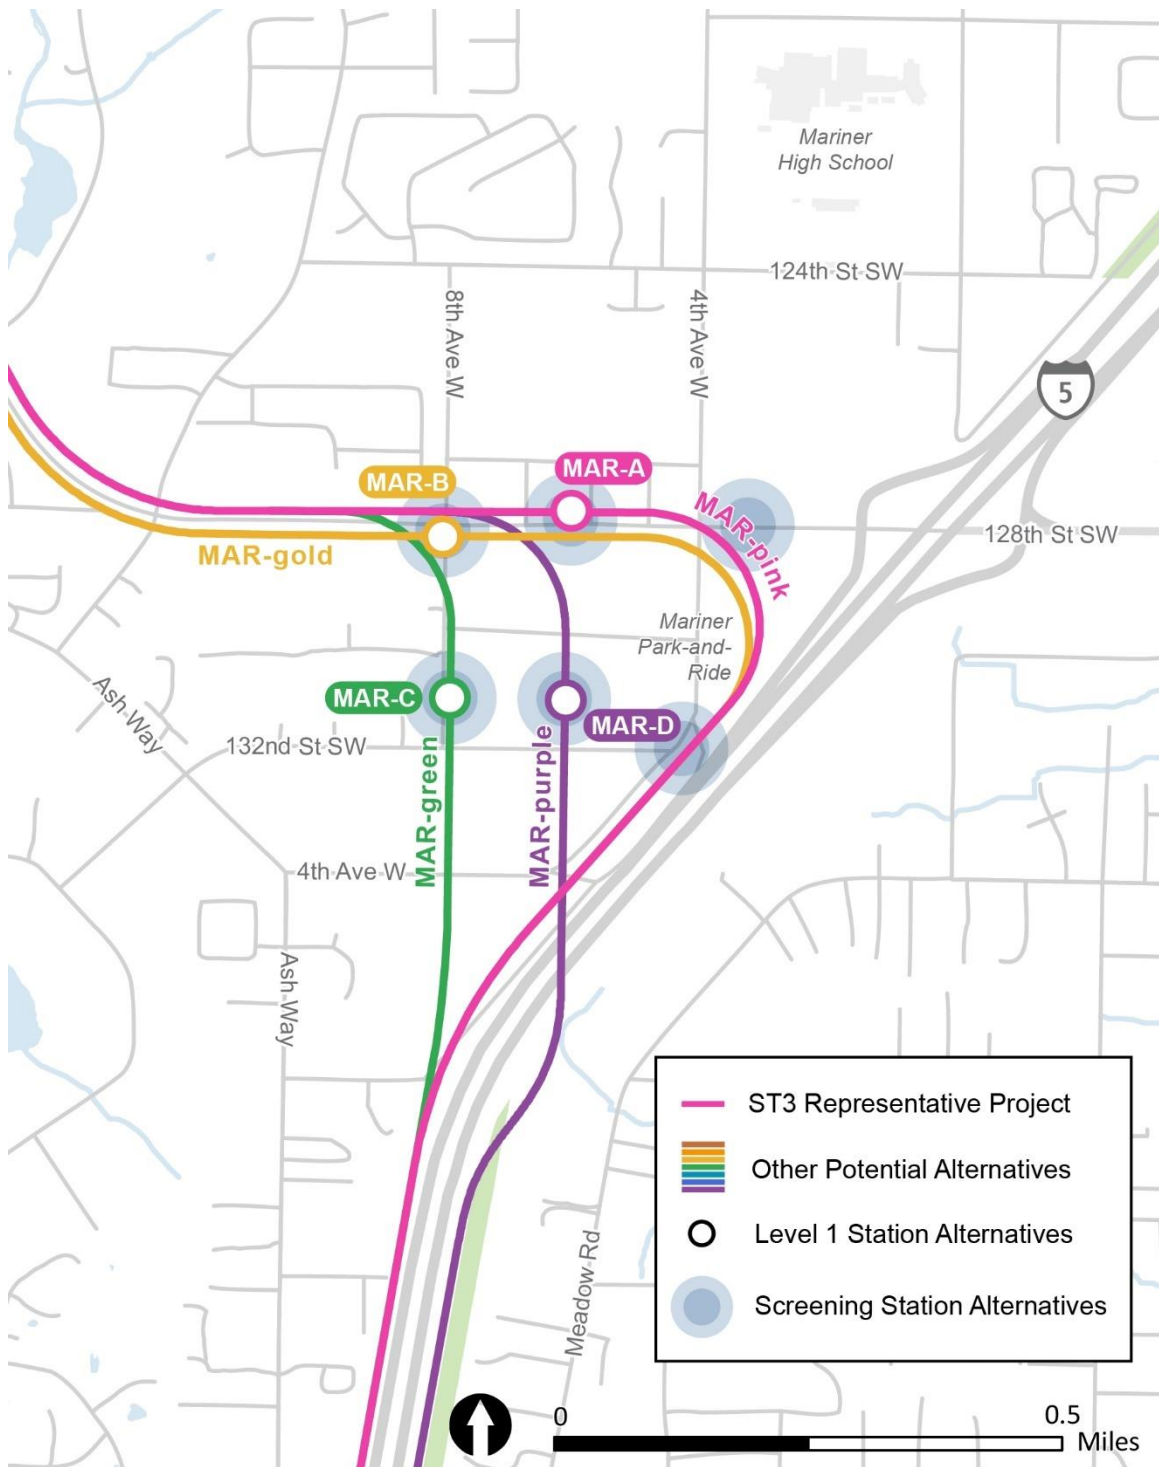 Mariner
High School
124th St SW
8th Ave W
4th Ave W
5
MAR-B
MAR-A
MAR-pink
128th St SW
MAR-gold
Mariner
Park-and-
Ride
Ash Way
MAR-C
MAR-D
132nd St SW
MAR-green
MAR-purple
4th Ave W
Ash Way
Meadow Rd
ST3 Representative Project
Other Potential Alternatives
Level 1 Station Alternatives
Screening Station Alternatives
0
0.5
Miles